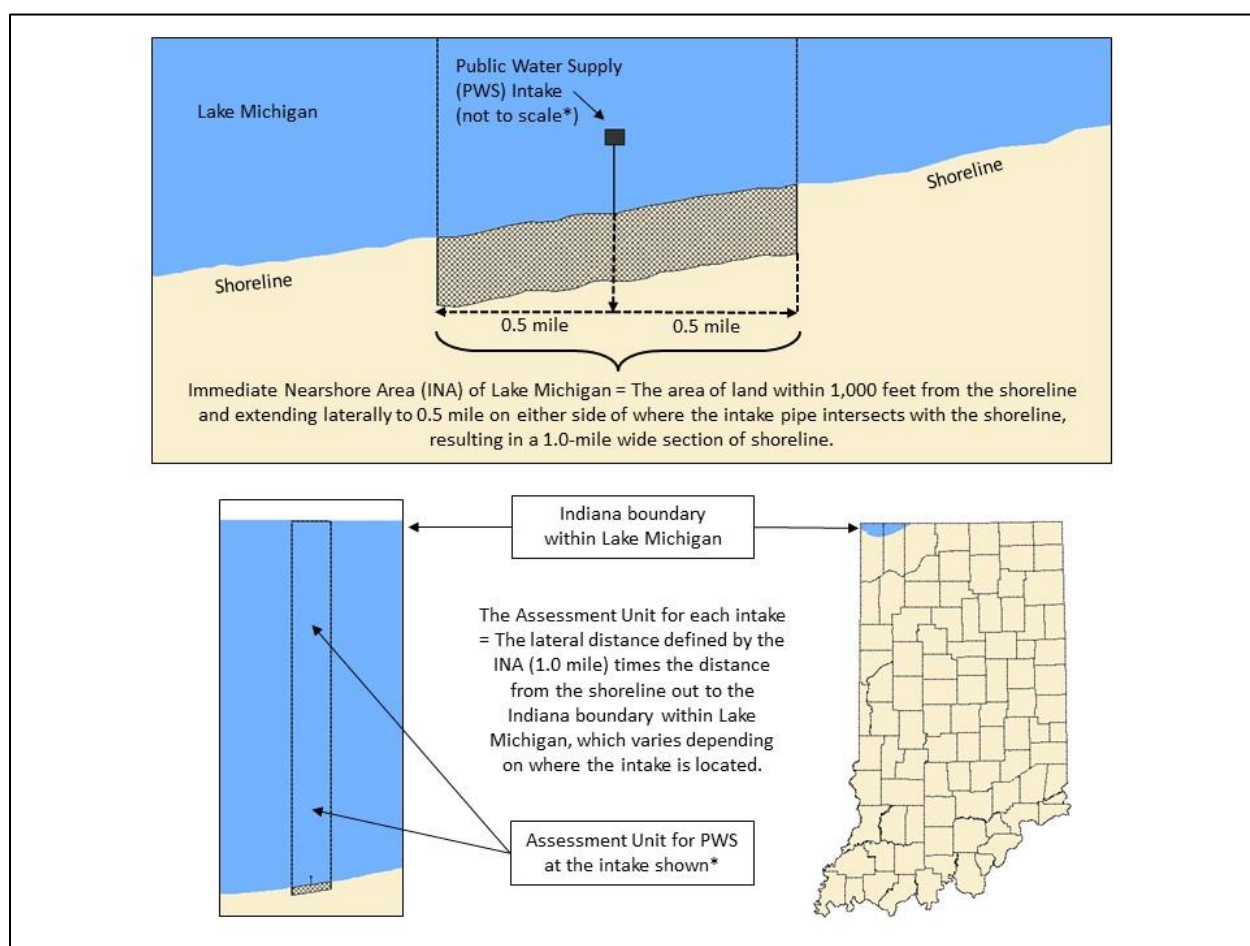 Public Water Supply
(PWS) Intake
(not to scale*)
Lake Michigan
Shoreline
Shoreline
0.5 mile
0.5 mile
Immediate Nearshore Area (INA) of Lake Michigan = The area of land within 1,000 feet from the shoreline
and extending laterally to 0.5 mile on either side of where the intake pipe intersects with the shoreline,
resulting in a 1.0-mile wide section of shoreline.
Indiana boundary
within Lake Michigan
The Assessment Unit for each intake
= The lateral distance defined by the
INA (1.0 mile) times the distance
from the shoreline out to the
Indiana boundary within Lake
Michigan, which varies depending
on where the intake is located.
Assessment Unit for PWS
at the intake shown*